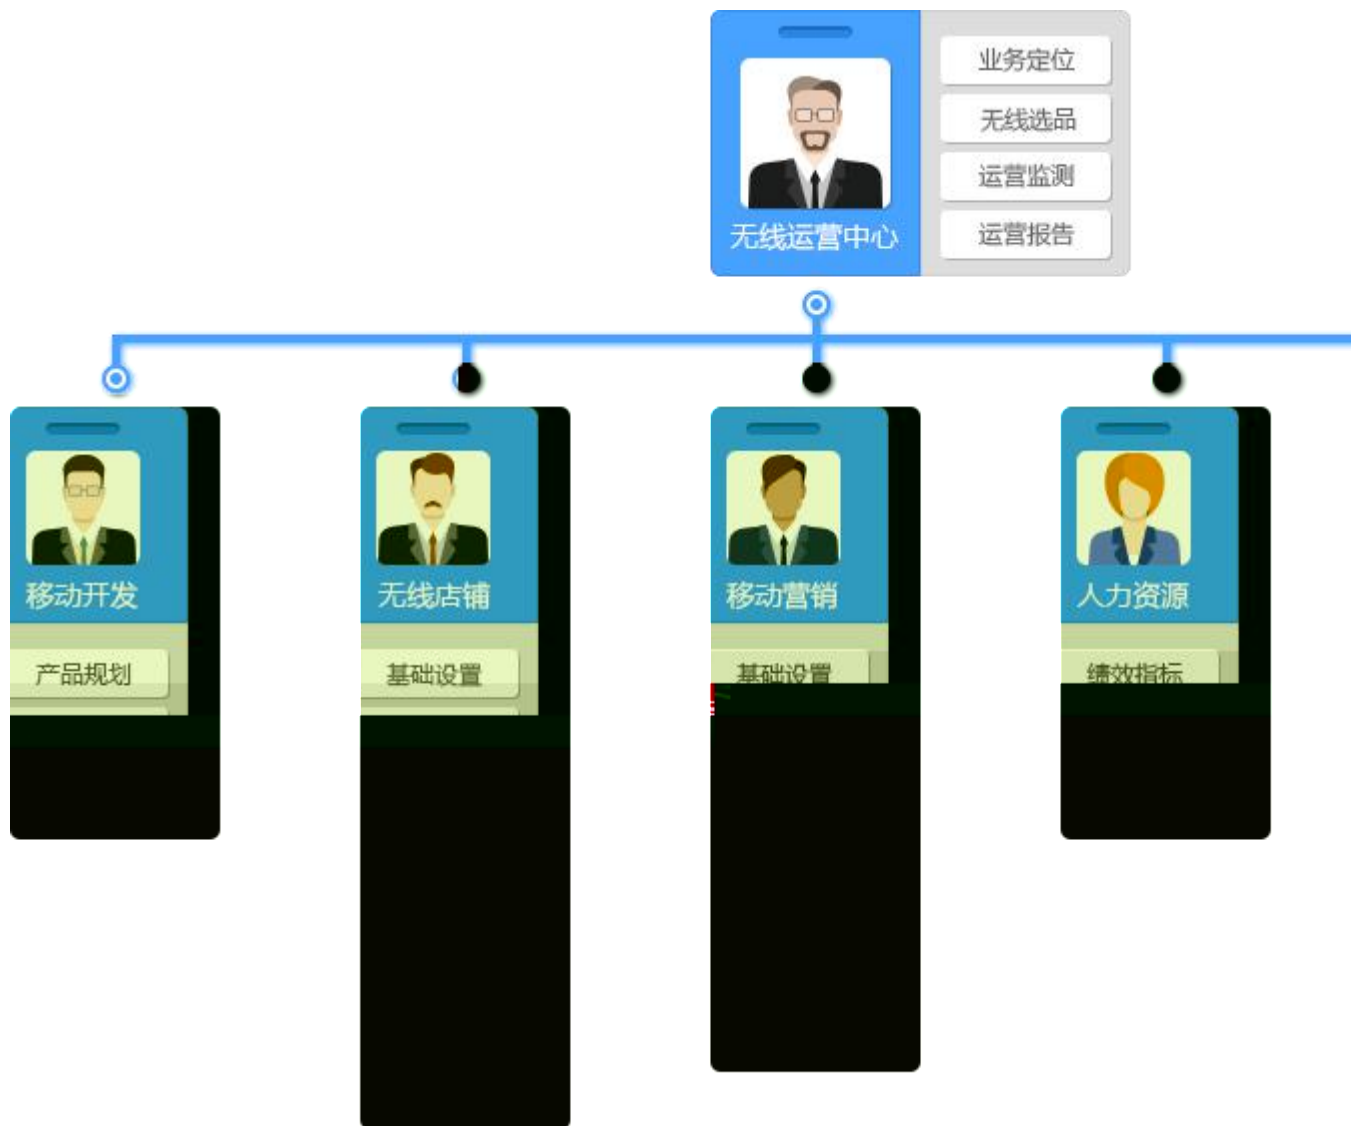 业务定位
无线选品
运营监测
运营报告
无线运营中心
移动开发
无线店铺
移动营销
人力资源
产品规划
基础设置
基础设置
绩效指标